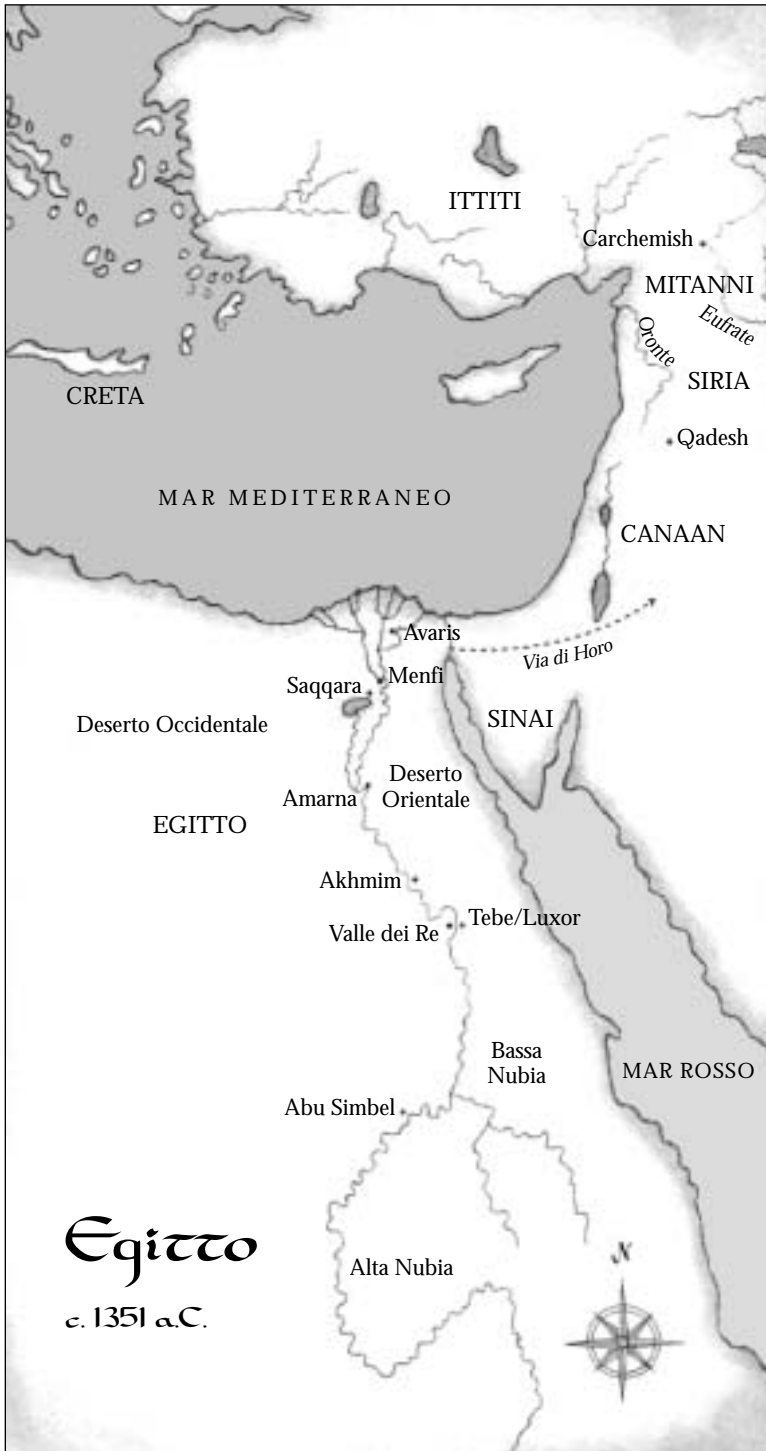 ITTITI
Carchemish
MITANNI
Eufrate
Oronte
SIRIA
CRETA
Qadesh
MAR MEDITERRANEO
CANAAN
Avaris
Via di Horo
Menfi
Saqqara
SINAI
Deserto Occidentale
Deserto
Orientale
Amarna
EGITTO
Akhmim
Tebe/Luxor
Valle dei Re
Bassa
Nubia
MAR ROSSO
Abu Simbel
Egitto
c. 1351 a.C.
Alta Nubia
N